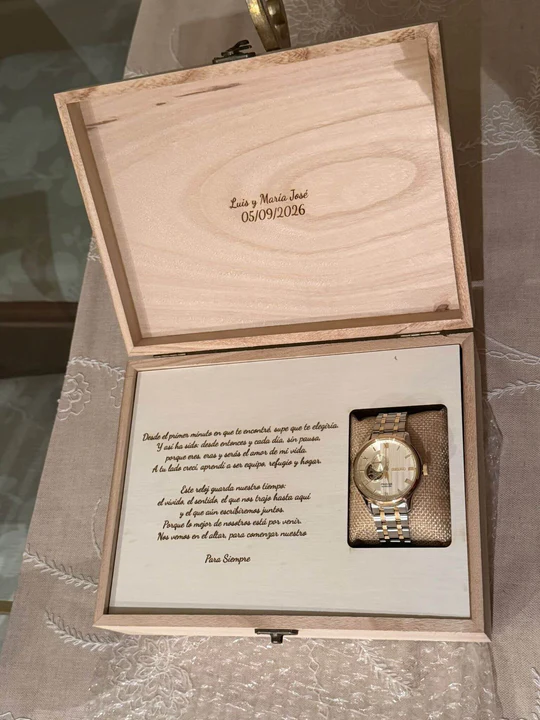 Luis y María José
05/09/2026
Desde el primer minuto en que te encontré, supe que te elegiría.
Y así ha sido: desde entonces y cada día, sin pausa,
porque eres, eras y serás el amor de mi vida.
A tu lado crecí, aprendí a ser equipo, refugio y hogar.
Este reloj guarda nuestro tiempo:
el vivido, el sentido, el que nos trajo hasta aquí
y el que aún escribiremos juntos.
Porque lo mejor de nosotros está por venir.
Nos vemos en el altar, para comenzar nuestro
Para Siempre